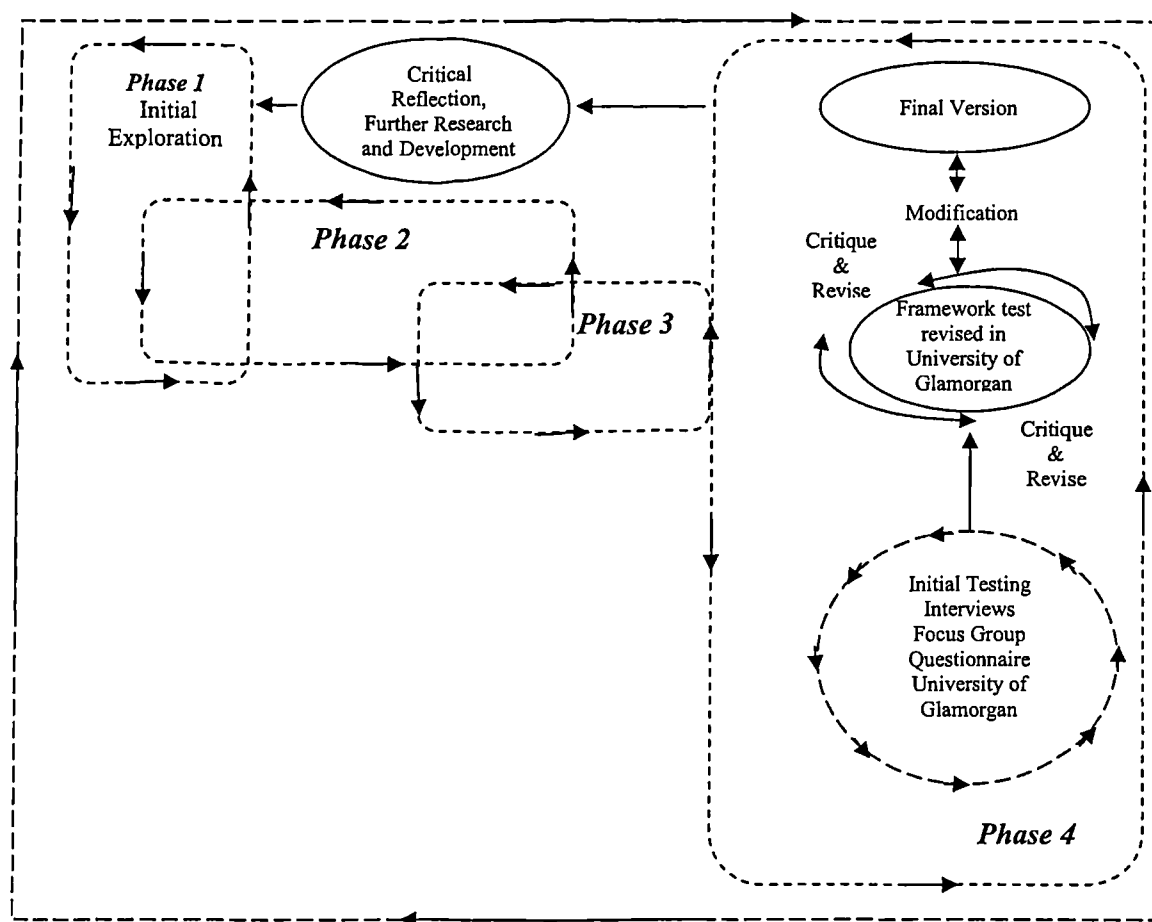 Phase 1
Initial
Exploration
Critical
Reflection,
Further Research
and Development
Phase 2
Phase 3
Final Version
Modification
Critique
&
Revise
Framework test
revised in
University of
Glamorgan
Critique
&
Revise
Initial Testing
Interviews
Focus Group
Questionnaire
University of
Glamorgan
Phase 4